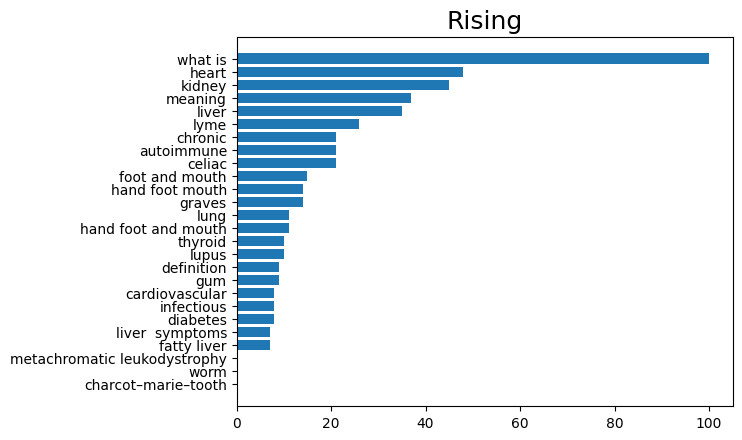 Rising
what is
heart
kidney
meaning
liver
lyme
chronic
autoimmune
celiac
foot and mouth
hand foot mouth
graves
lung
hand foot and mouth
thyroid
lupus
definition
gum
cardiovascular
infectious
diabetes
liver  symptoms
fatty liver
metachromatic leukodystrophy
worm
charcot–marie–tooth
0 20 40 60 80 100